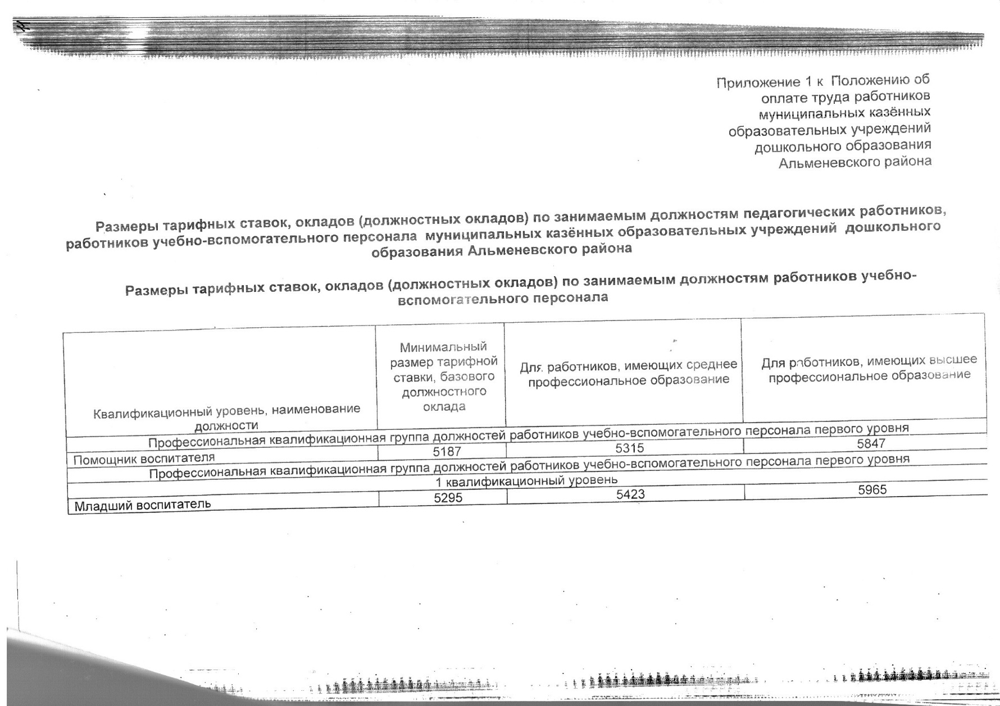 Приложение 1 к Положению об
оплате труда работников
муниципальных казённых
образовательных учреждений
дошкольного образования
Альменевского района
Размеры тарифных ставок, окладов (должностных окладов) по занимаемым должностям педагогических работников,
работников учебно-вспомогательного персонала муниципальных казённых образовательных учреждений дошкольного
образования Альменевского района
Размеры тарифных ставок, окладов (должностных окладов) по занимаемым должностям работников учебно-
вспомогательного персонала
Квалификационный уровень, наименование
должности
Минимальный
размер тарифной
ставки, базового
должностного
оклада
Для работников, имеющих среднее
профессиональное образование
Для работников, имеющих высшее
профессиональное образование
Профессиональная квалификационная группа должностей работников учебно-вспомогательного персонала первого уровня
Помощник воспитателя 5187 5315 5847
Профессиональная квалификационная группа должностей работников учебно-вспомогательного персонала первого уровня
1 квалификационный уровень
Младший воспитатель 5295 5423 5965